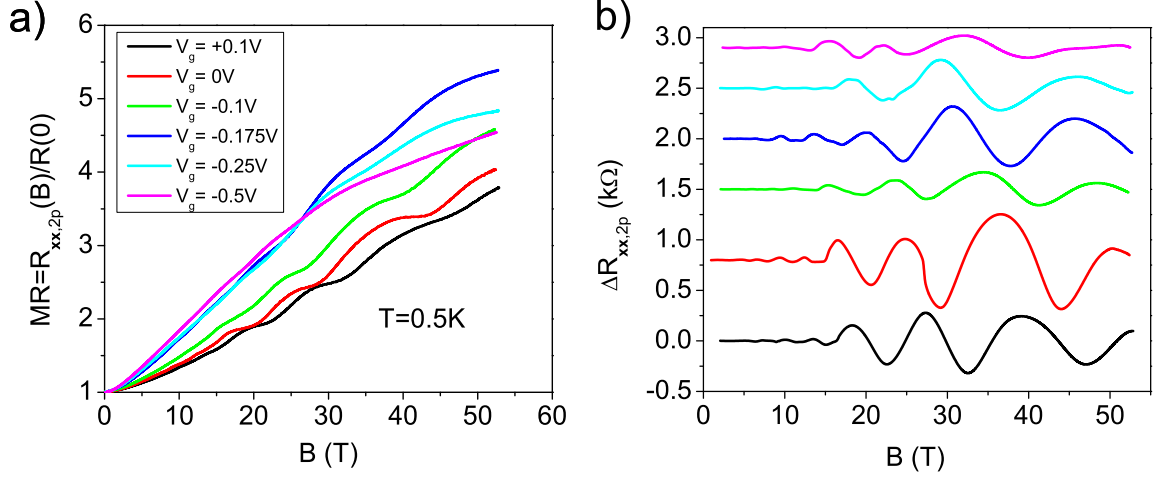 a)
MR=R_xx,2p(B)/R(0)
6
5
4
3
2
1
V_g= +0.1V
V_g= 0V
V_g= -0.1V
V_g= -0.175V
V_g= -0.25V
V_g= -0.5V
T=0.5K
0 10 20 30 40 50 60
B (T)
b)
ΔR_xx,2p (kΩ)
3.0
2.5
2.0
1.5
1.0
0.5
0.0
-0.5
0 10 20 30 40 50
B (T)